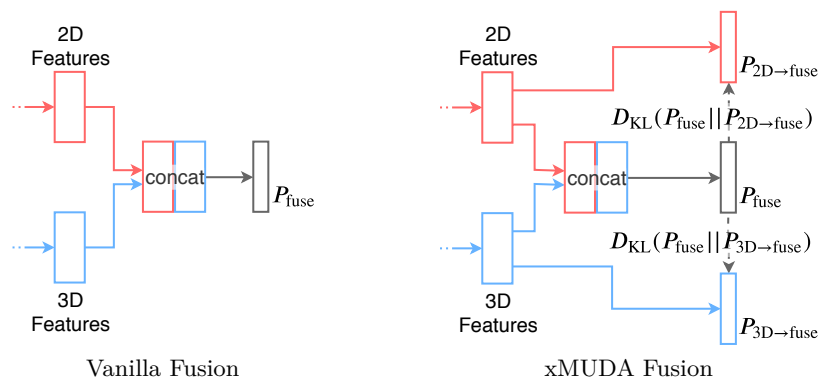 2D
Features
concat
P_fuse
3D
Features
Vanilla Fusion
2D
Features
P_2D→fuse
D_KL(P_fuse||P_2D→fuse)
concat
P_fuse
D_KL(P_fuse||P_3D→fuse)
3D
Features
P_3D→fuse
xMUDA Fusion